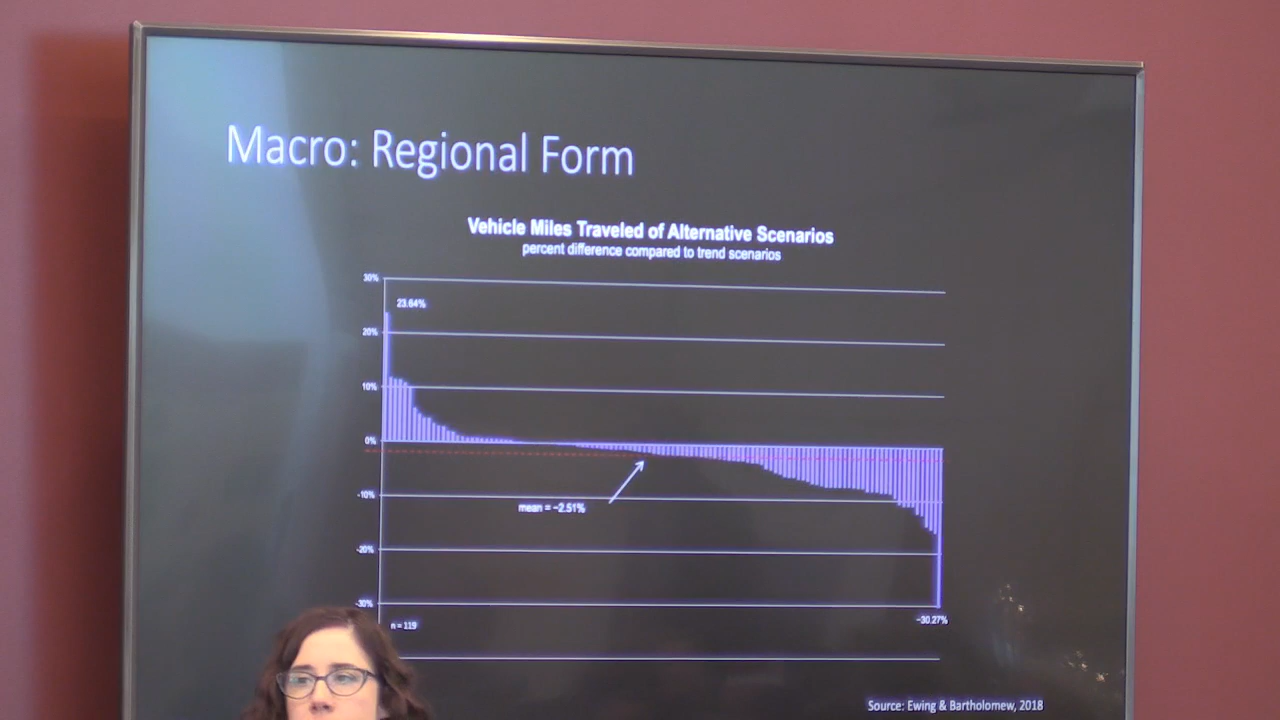 Macro: Regional Form
Vehicle Miles Traveled of Alternative Scenarios
percent difference compared to trend scenarios
30%
23.64%
20%
10%
0%
-10%
mean = −2.51%
-20%
-30%
−30.27%
n = 119
Source: Ewing & Bartholomew, 2018